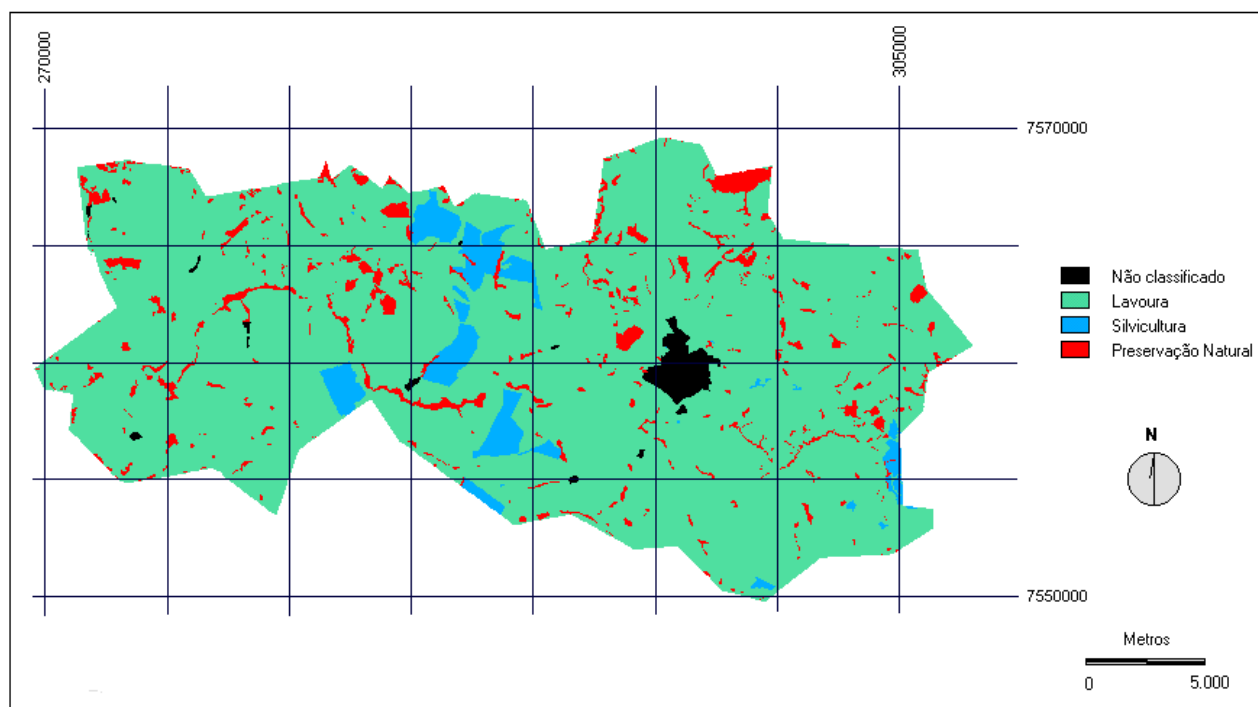 270000
305000
7570000
Não classificado
Lavoura
Silvicultura
Preservação Natural
N
7550000
Metros
0 5.000